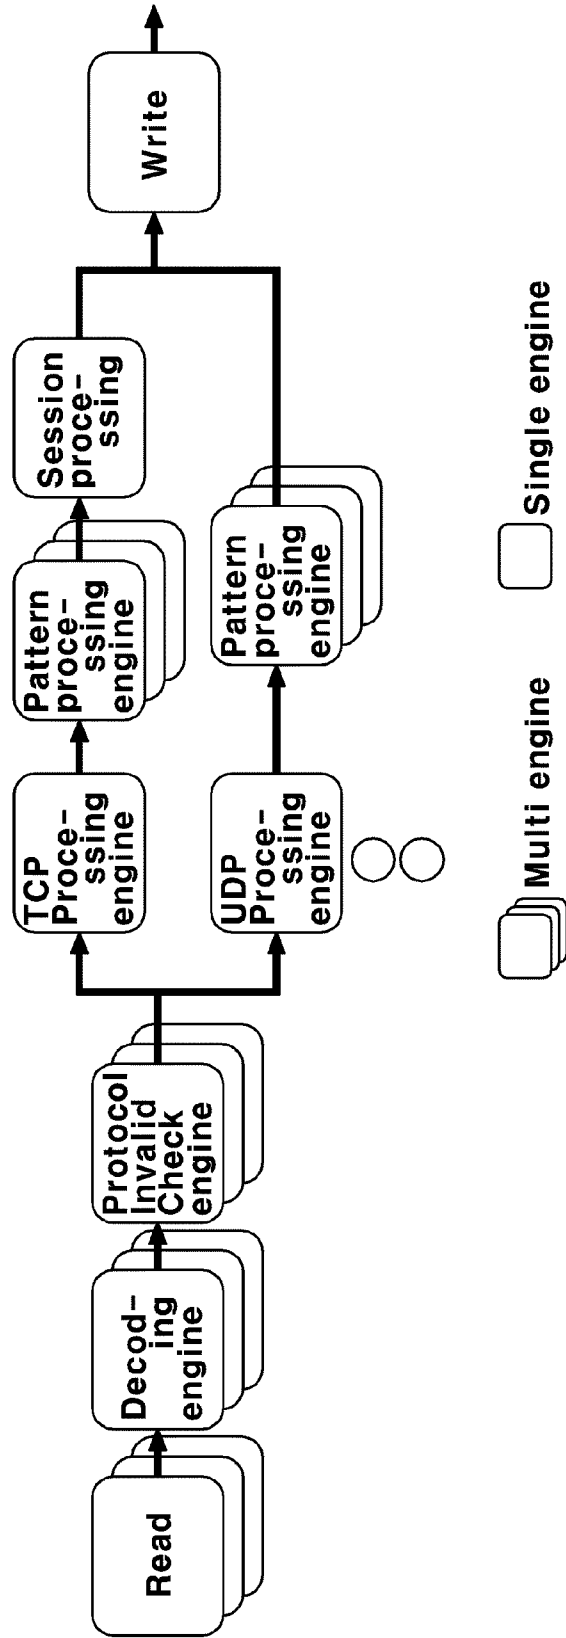 Read
Decod-
ing
engine
Protocol
Invalid
Check
engine
TCP
Proce-
ssing
engine
Pattern
proce-
ssing
engine
Session
proce-
ssing
UDP
Proce-
ssing
engine
Pattern
proce-
ssing
engine
Write
Multi engine
Single engine